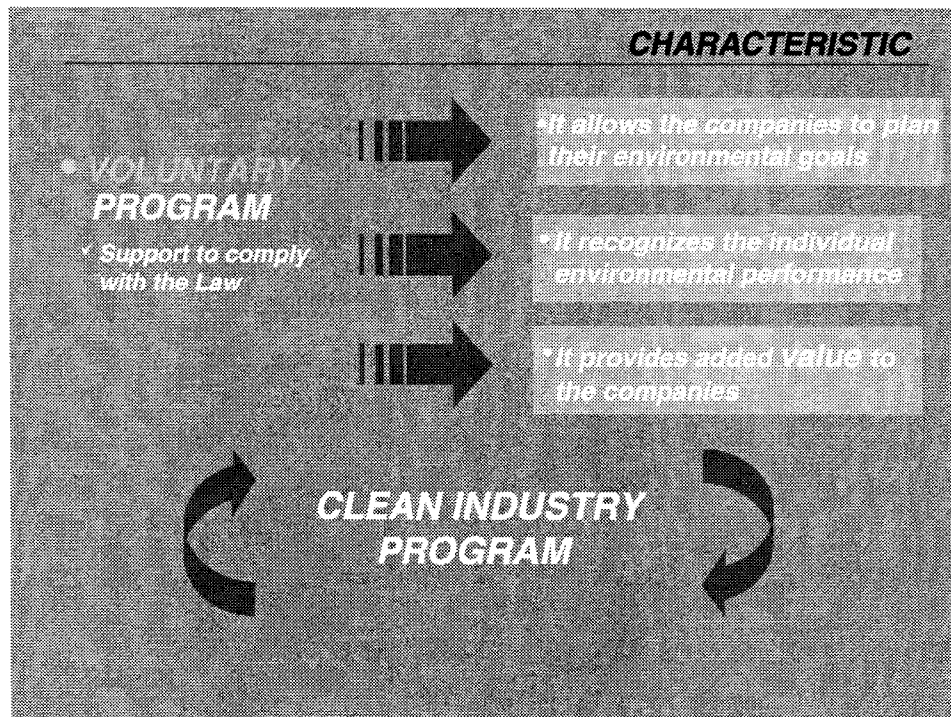 CHARACTERISTIC
• VOLUNTARY
PROGRAM
✓ Support to comply
with the Law
•It allows the companies to plan
their environmental goals
•It recognizes the individual
environmental performance
•It provides added value to
the companies
CLEAN INDUSTRY
PROGRAM